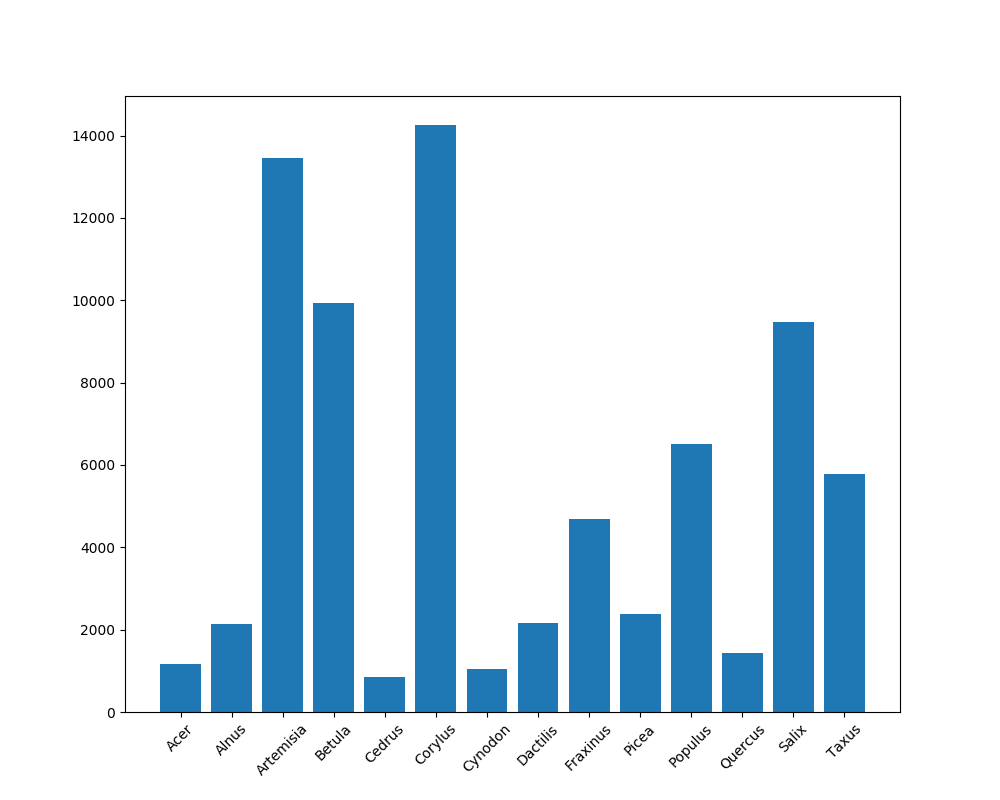 14000
12000
10000
8000
6000
4000
2000
0
Acer
Alnus
Artemisia
Betula
Cedrus
Corylus
Cynodon
Dactilis
Fraxinus
Picea
Populus
Quercus
Salix
Taxus